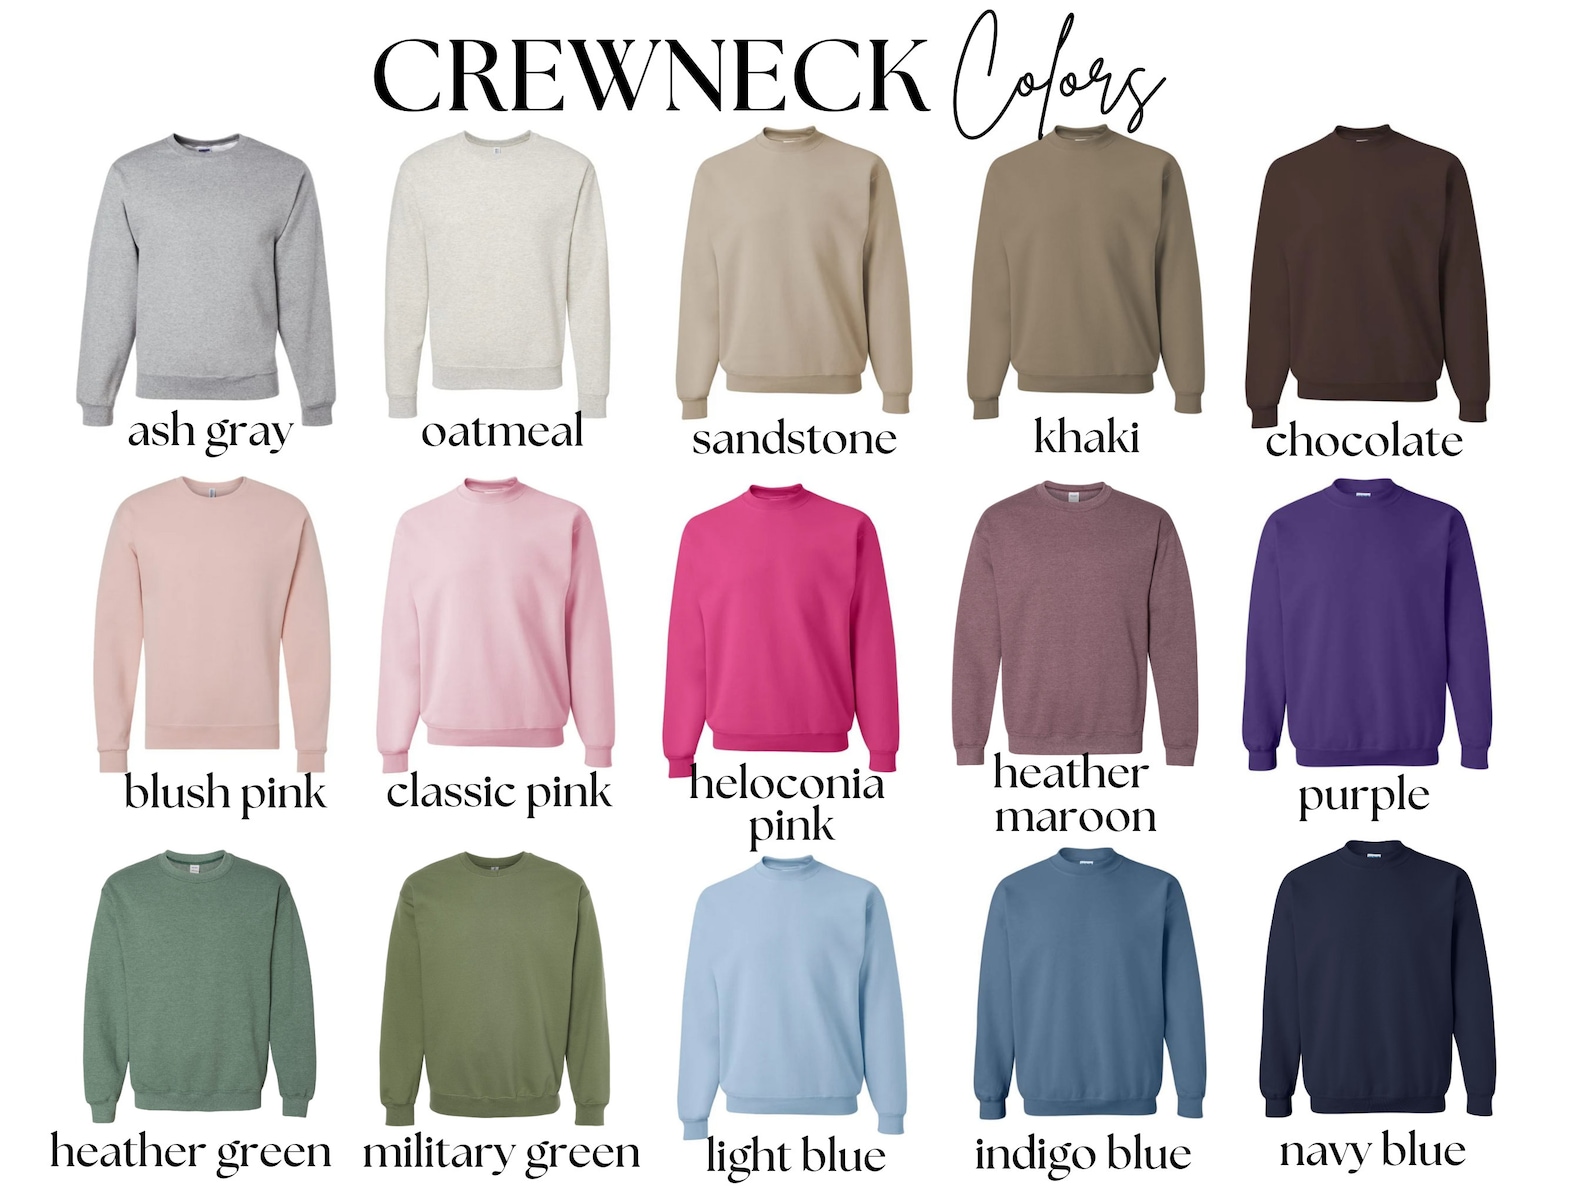 CREWNECK Colors
ash gray
oatmeal
sandstone
khaki
chocolate
blush pink
classic pink
heloconia
pink
heather
maroon
purple
heather green
military green
light blue
indigo blue
navy blue